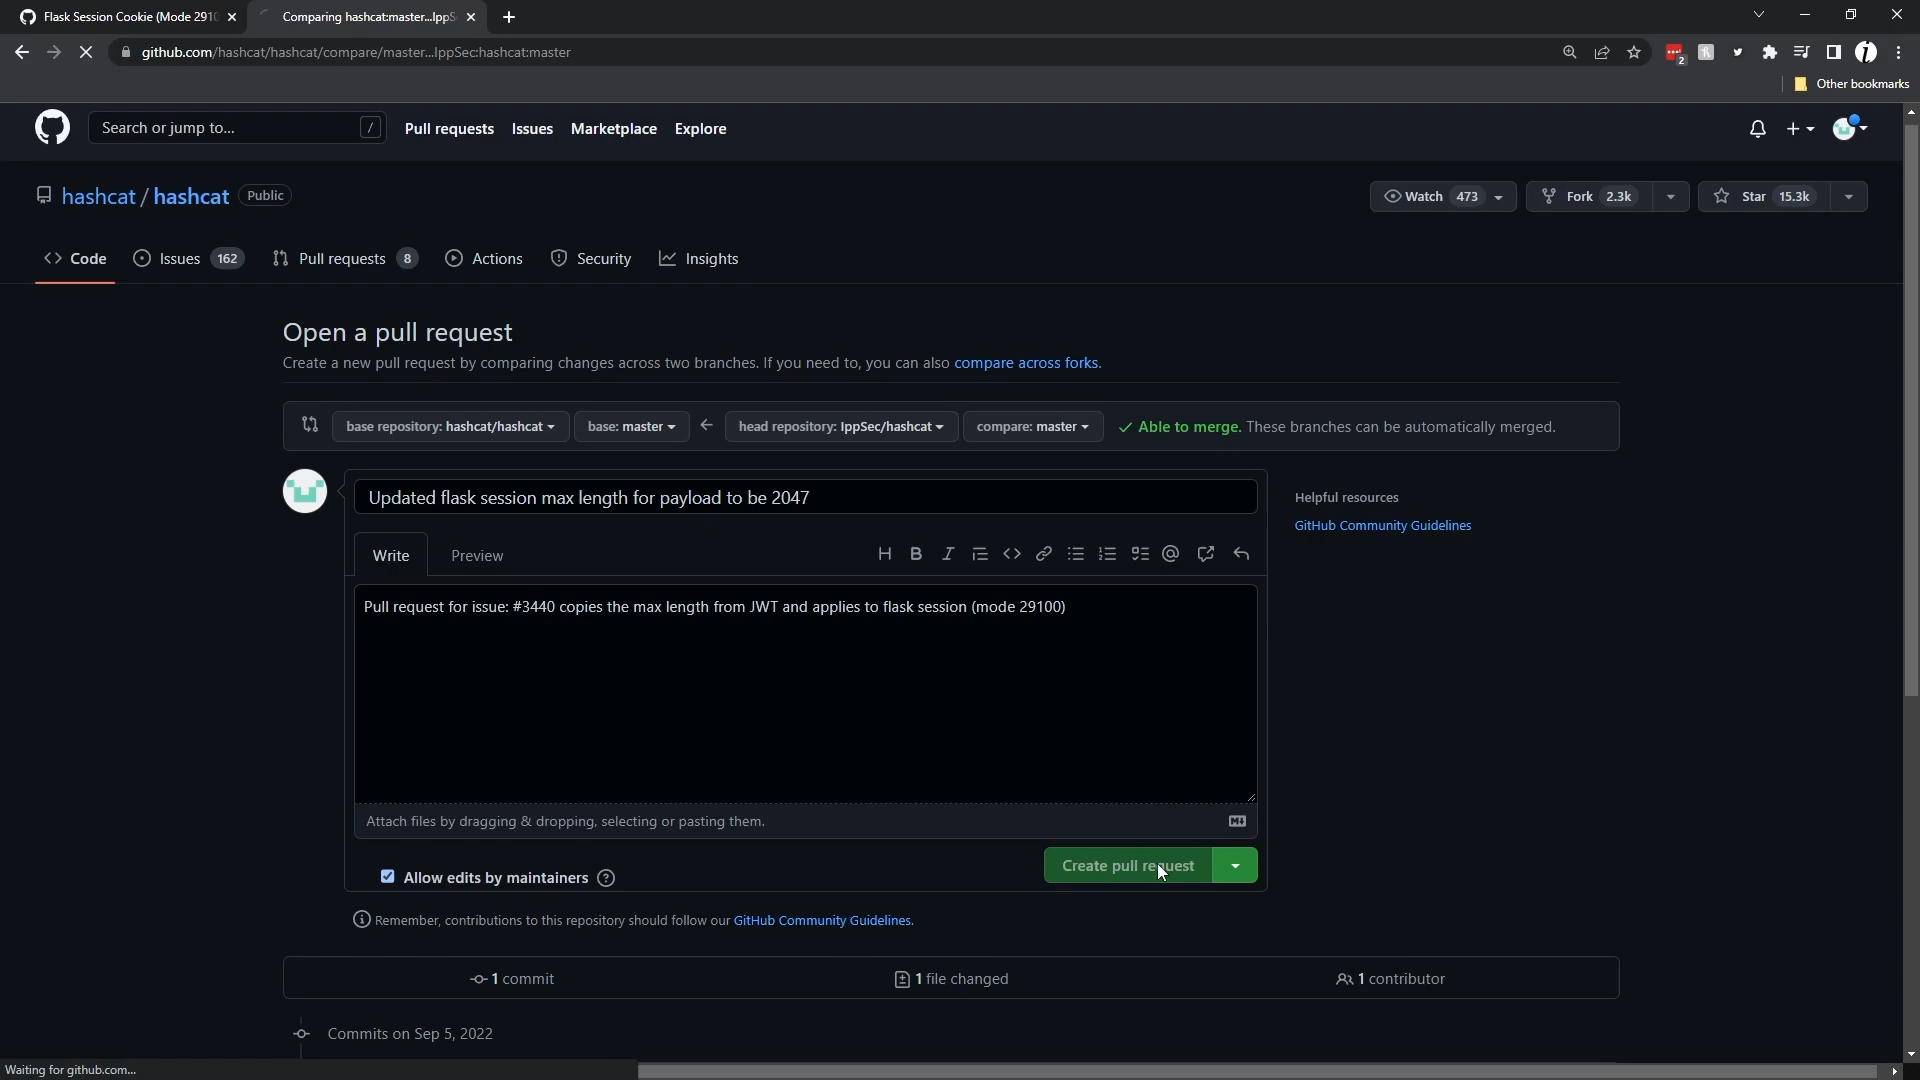 Flask Session Cookie (Mode 2910
Comparing hashcat:master...IppS
github.com/hashcat/hashcat/compare/master...IppSec:hashcat:master
2
Other bookmarks
Search or jump to...
/
Pull requests Issues Marketplace Explore
hashcat / hashcat Public
Watch 473
Fork 2.3k
Star 15.3k
Code
Issues 162
Pull requests 8
Actions
Security
Insights
Open a pull request
Create a new pull request by comparing changes across two branches. If you need to, you can also compare across forks.
base repository: hashcat/hashcat
base: master
head repository: IppSec/hashcat
compare: master
Able to merge. These branches can be automatically merged.
Updated flask session max length for payload to be 2047
Helpful resources
GitHub Community Guidelines
Write
Preview
Pull request for issue: #3440 copies the max length from JWT and applies to flask session (mode 29100)
Attach files by dragging & dropping, selecting or pasting them.
Allow edits by maintainers
Create pull request
Remember, contributions to this repository should follow our GitHub Community Guidelines.
1 commit
1 file changed
1 contributor
Commits on Sep 5, 2022
Waiting for github.com...